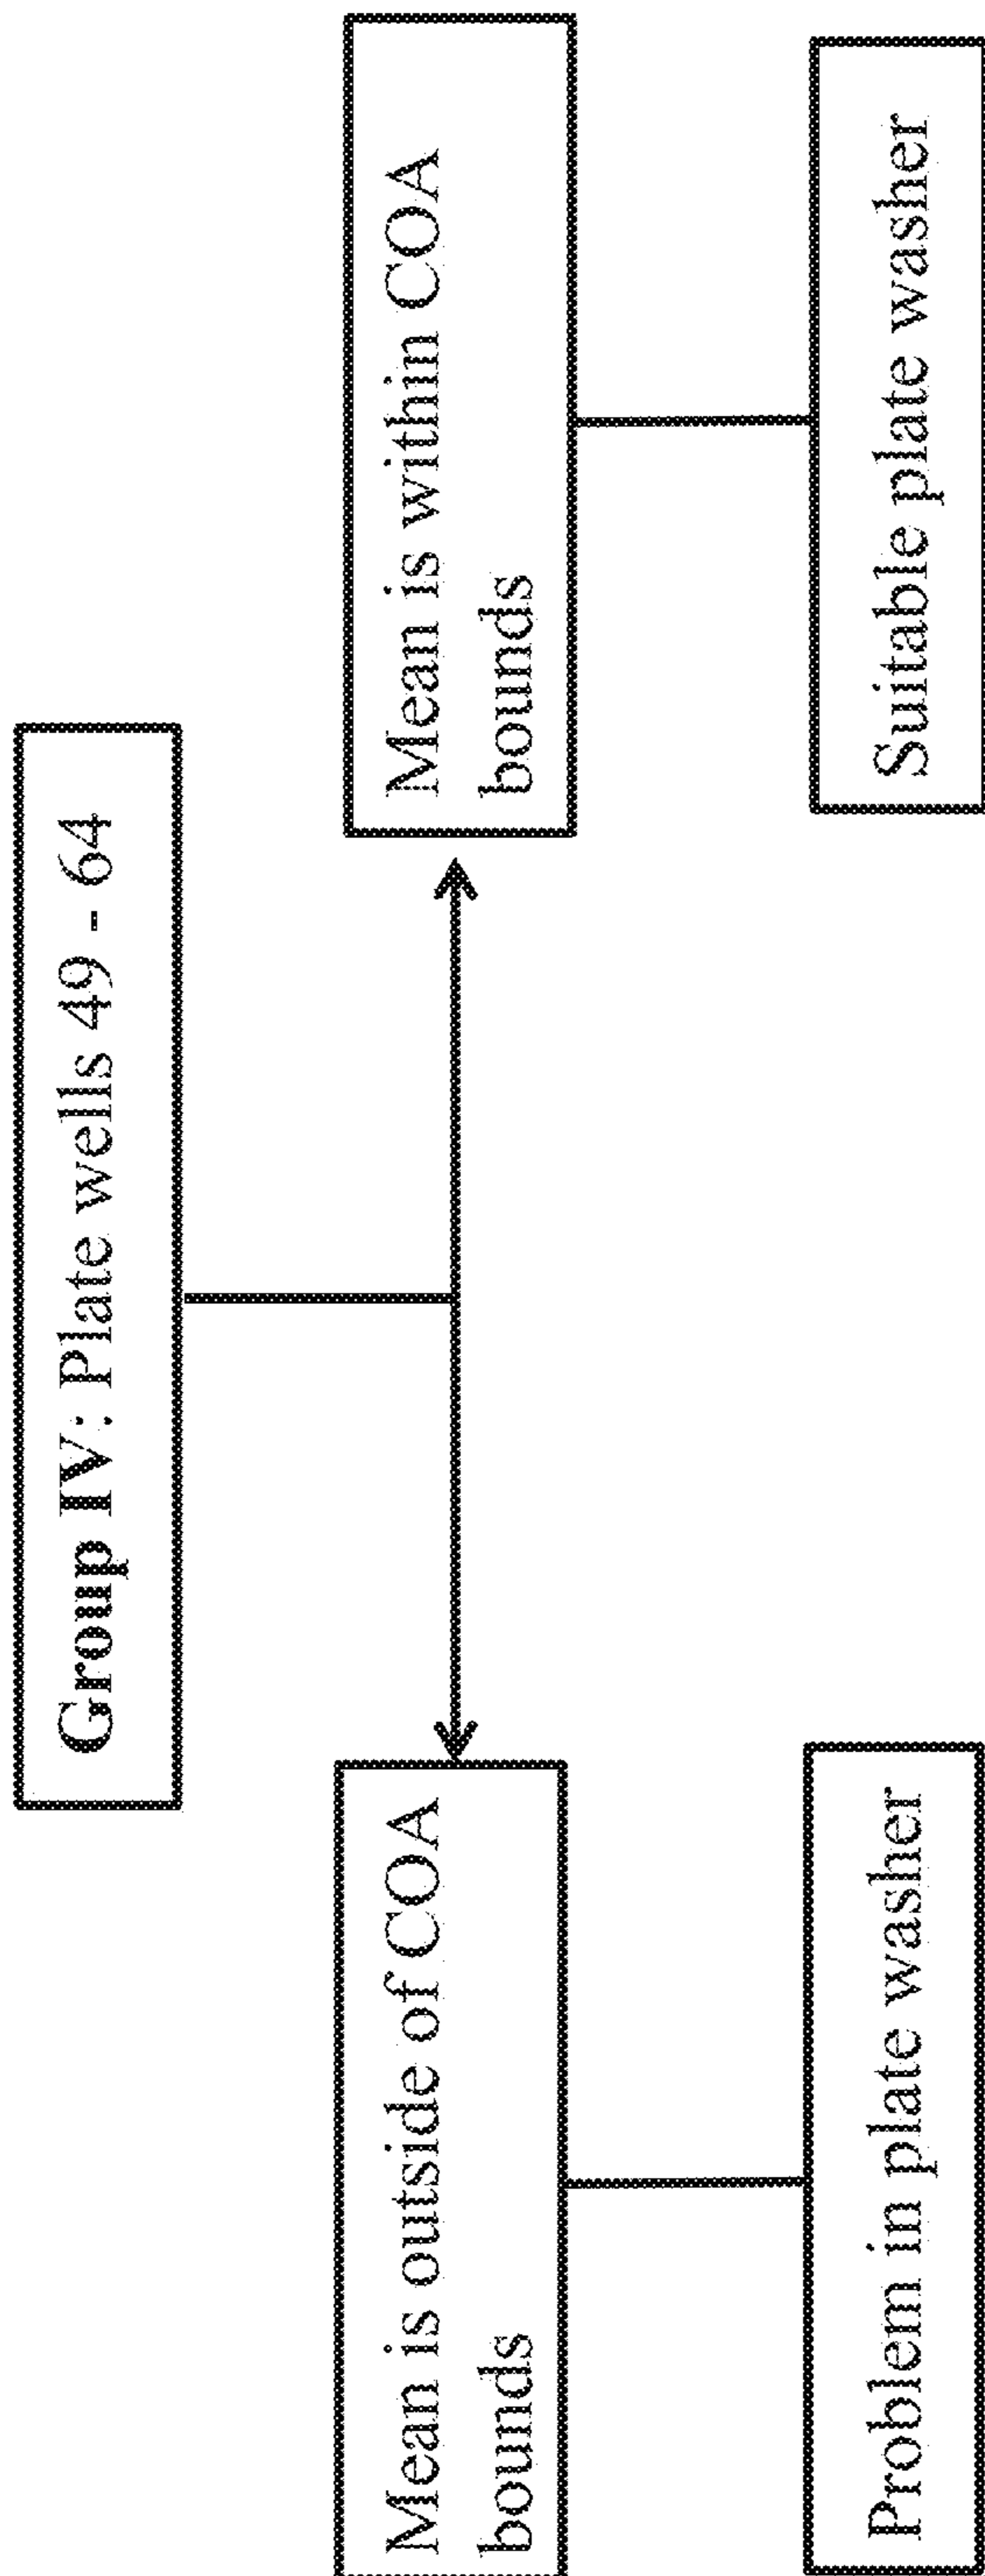 Group IV: Plate wells 49 - 64
Mean is outside of COA
bounds
Mean is within COA
bounds
Problem in plate washer
Suitable plate washer